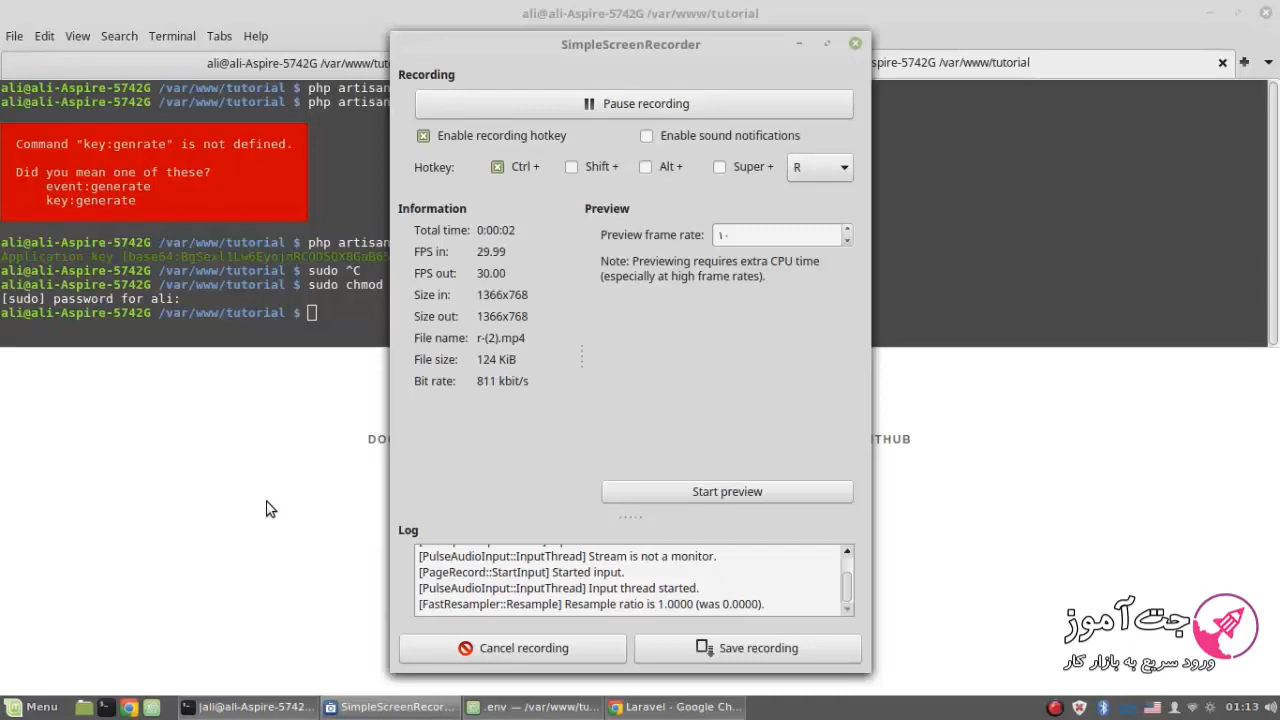 ali@ali-Aspire-5742G /var/www/tutorial
File Edit View Search Terminal Tabs Help
ali@ali-Aspire-5742G /var/www/tu
spire-5742G /var/www/tutorial
ali@ali-Aspire-5742G /var/www/tutorial $ php artisan
ali@ali-Aspire-5742G /var/www/tutorial $ php artisan
Command "key:genrate" is not defined.
Did you mean one of these?
event:generate
key:generate
ali@ali-Aspire-5742G /var/www/tutorial $ php artisan
Application key
ali@ali-Aspire-5742G /var/www/tutorial $ sudo ^C
ali@ali-Aspire-5742G /var/www/tutorial $ sudo chmod
[sudo] password for ali:
ali@ali-Aspire-5742G /var/www/tutorial $
SimpleScreenRecorder
Recording
Pause recording
Enable recording hotkey Enable sound notifications
Hotkey: Ctrl + Shift + Alt + Super + R
Information
Total time: 0:00:02
FPS in: 29.99
FPS out: 30.00
Size in: 1366x768
Size out: 1366x768
File name: r-(2).mp4
File size: 124 KiB
Bit rate: 811 kbit/s
Preview
Preview frame rate: ۱۰
Note: Previewing requires extra CPU time
(especially at high frame rates).
Start preview
DO
THUB
Log
[PulseAudioInput::InputThread] Stream is not a monitor.
[PageRecord::StartInput] Started input.
[PulseAudioInput::InputThread] Input thread started.
[FastResampler::Resample] Resample ratio is 1.0000 (was 0.0000).
Cancel recording Save recording
جت آموز
ورود سریع به بازار کار
Menu
jali@ali-Aspire-5742G...
SimpleScreenRecor...
.env — /var/www/tu...
Laravel - Google Ch...
01:13